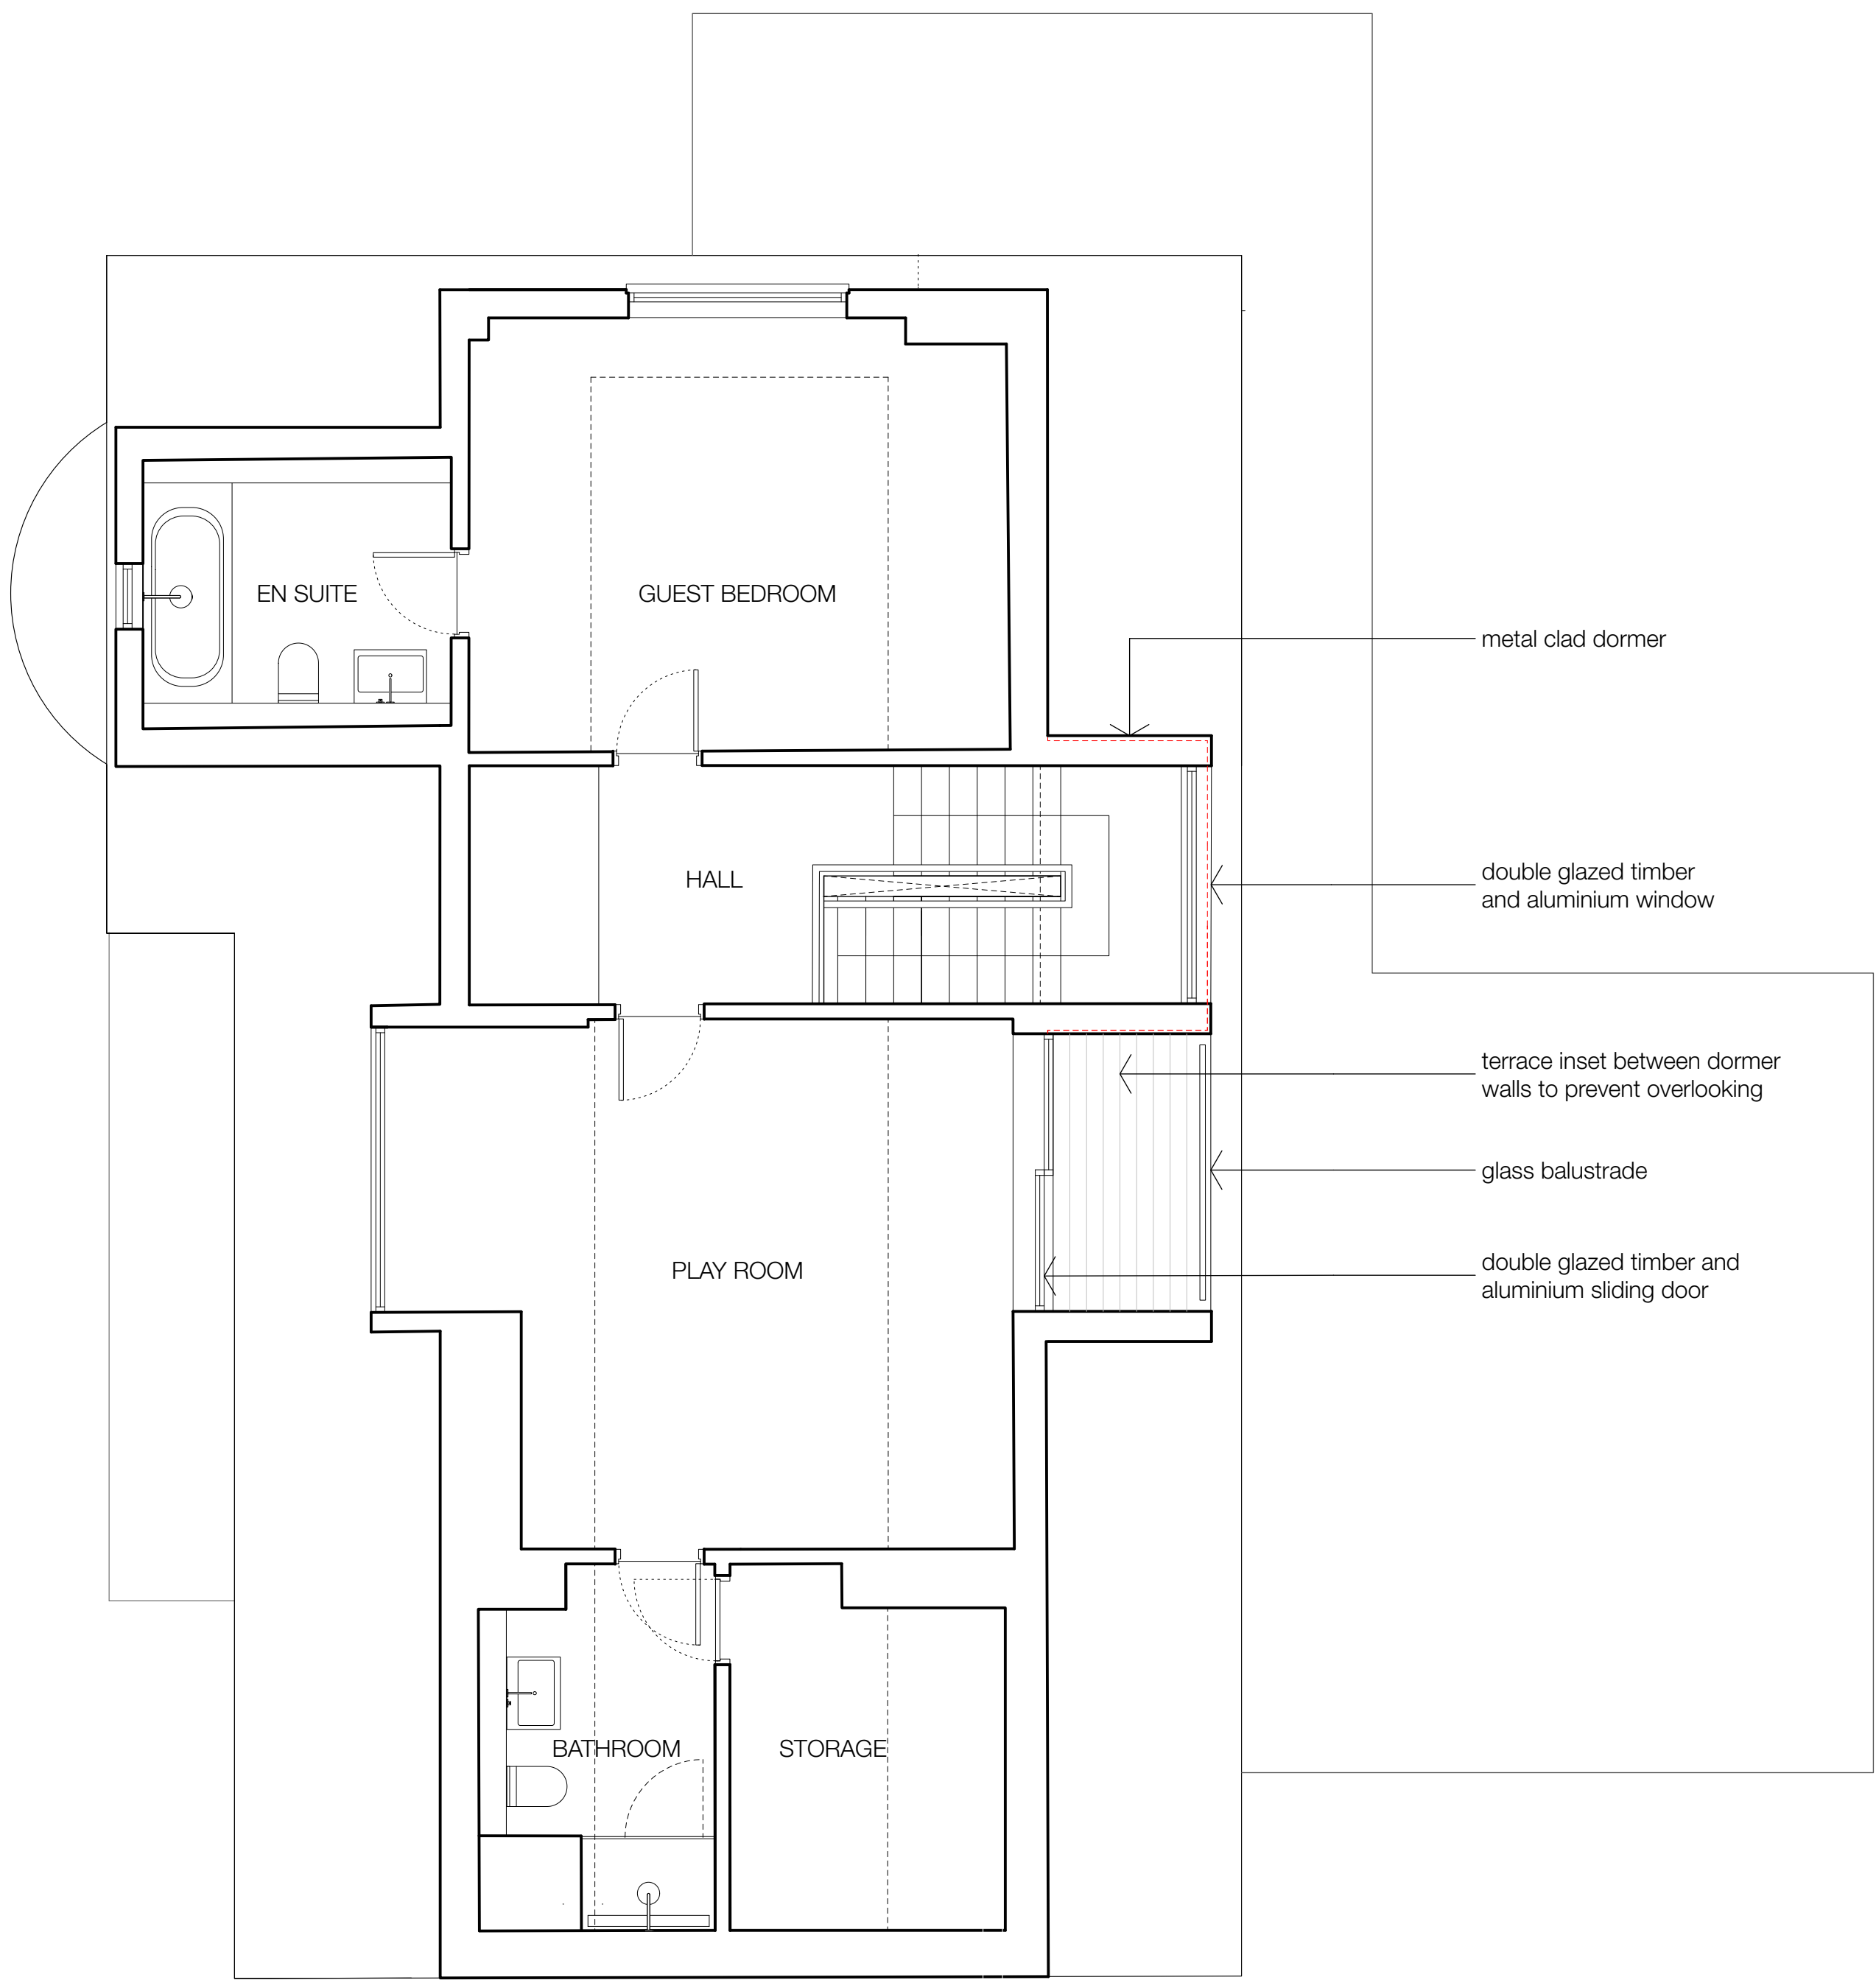 EN SUITE
GUEST BEDROOM
metal clad dormer
HALL
double glazed timber
and aluminium window
terrace inset between dormer
walls to prevent overlooking
glass balustrade
PLAY ROOM
double glazed timber and
aluminium sliding door
BATHROOM
STORAGE